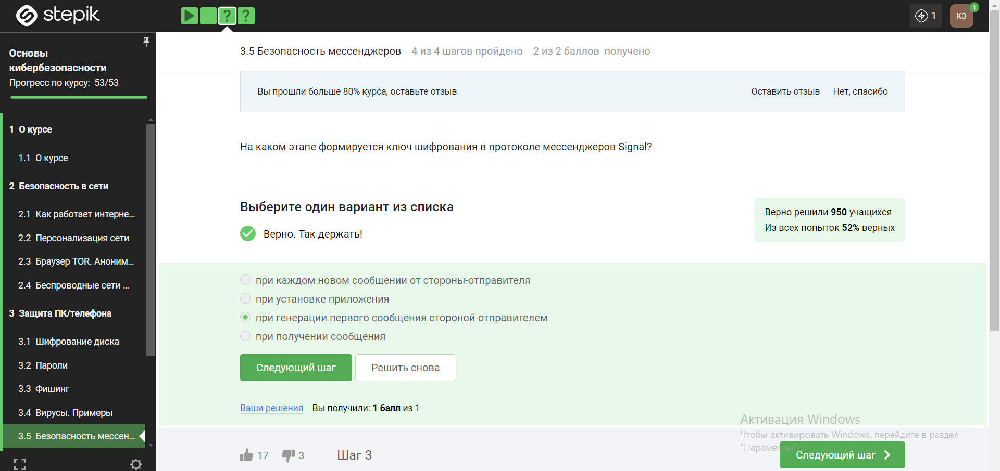 stepik
? ?
1
КЗ
1
Основы
кибербезопасности
Прогресс по курсу: 53/53
1 О курсе
1.1 О курсе
2 Безопасность в сети
2.1 Как работает интерне...
2.2 Персонализация сети
2.3 Браузер TOR. Аноним...
2.4 Беспроводные сети ...
3 Защита ПК/телефона
3.1 Шифрование диска
3.2 Пароли
3.3 Фишинг
3.4 Вирусы. Примеры
3.5 Безопасность мессен...
3.5 Безопасность мессенджеров 4 из 4 шагов пройдено 2 из 2 баллов получено
Вы прошли больше 80% курса, оставьте отзыв Оставить отзыв Нет, спасибо
На каком этапе формируется ключ шифрования в протоколе мессенджеров Signal?
Выберите один вариант из списка
Верно. Так держать!
Верно решили 950 учащихся
Из всех попыток 52% верных
при каждом новом сообщении от стороны-отправителя
при установке приложения
при генерации первого сообщения стороной-отправителем
при получении сообщения
Следующий шаг Решить снова
Ваши решения Вы получили: 1 балл из 1
Активация Windows
Чтобы активировать Windows, перейдите в раздел
"Параметры".
17 3 Шаг 3
Следующий шаг